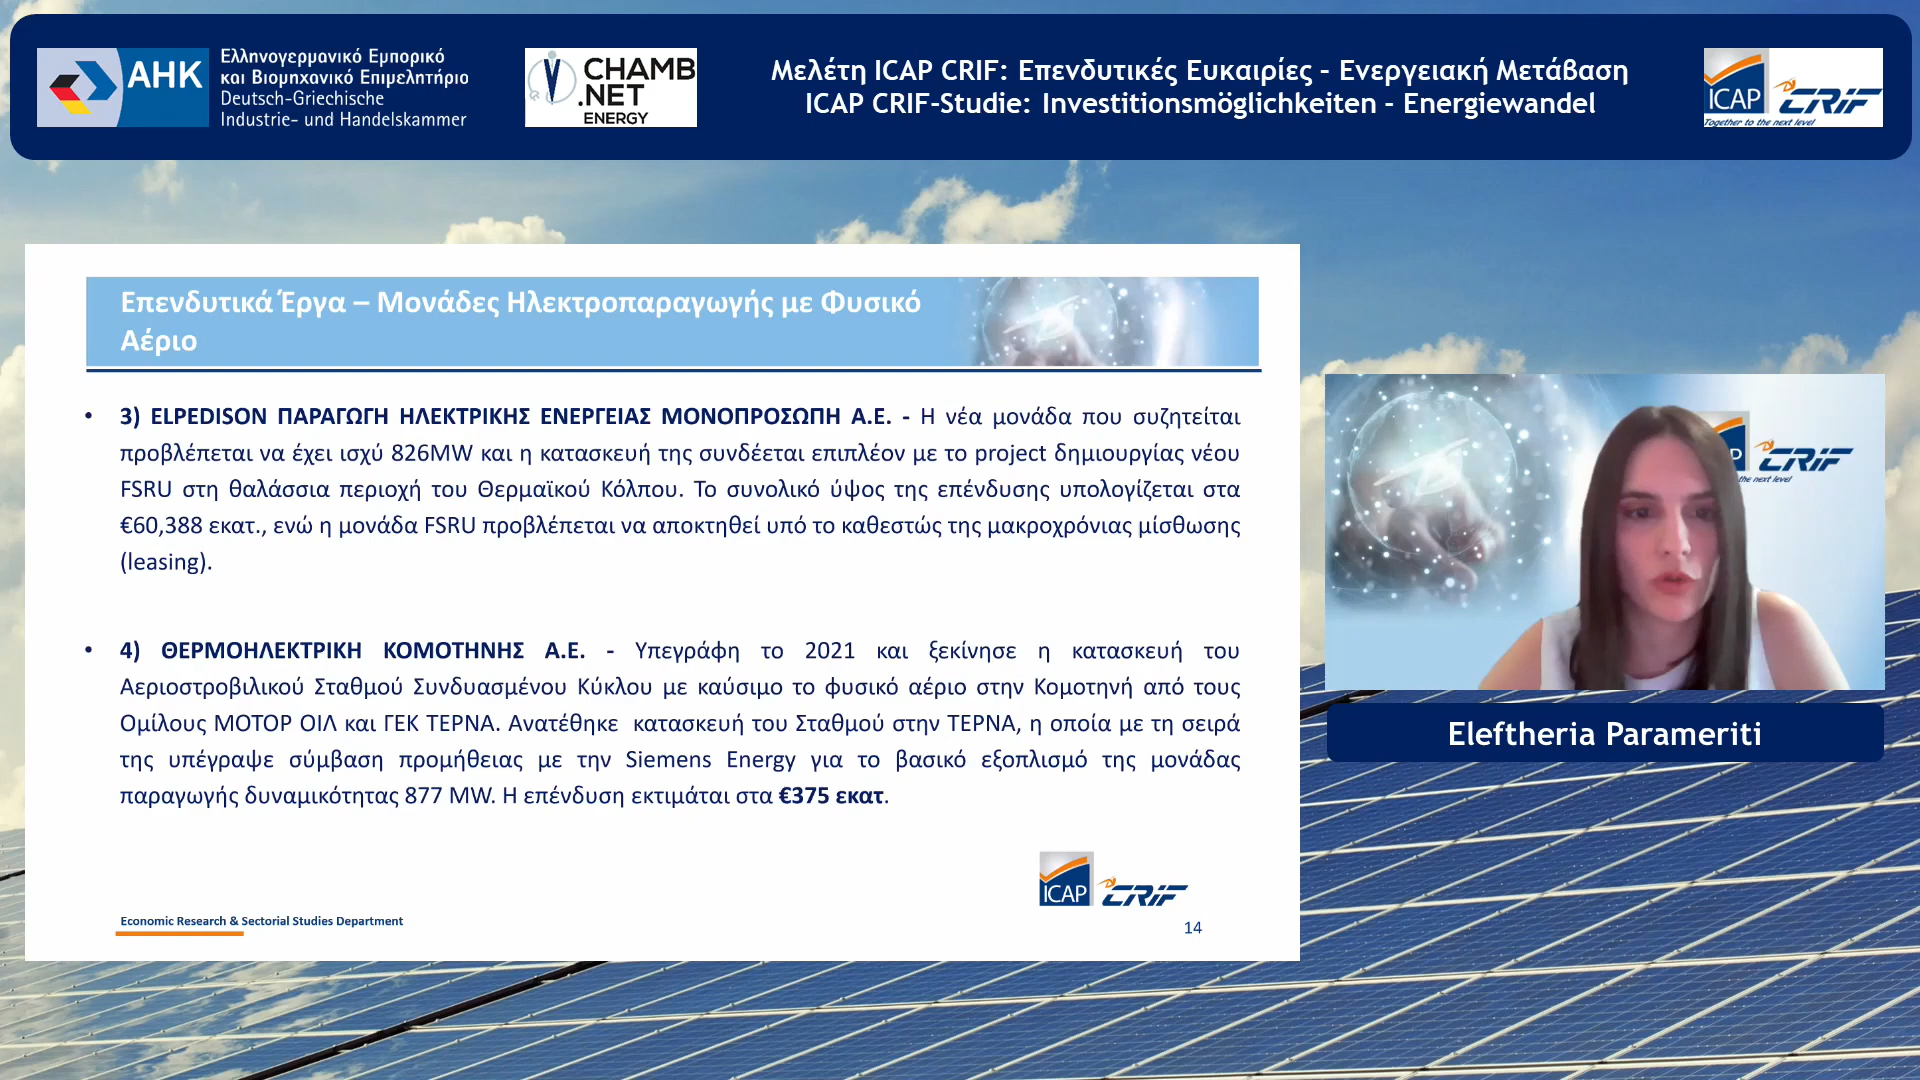 AHK
Ελληνογερμανικό Εμπορικό
και Βιομηχανικό Επιμελητήριο
Deutsch-Griechische
Industrie- und Handelskammer
CHAMB
.NET
ENERGY
Μελέτη ICAP CRIF: Επενδυτικές Ευκαιρίες – Ενεργειακή Μετάβαση
ICAP CRIF-Studie: Investitionsmöglichkeiten – Energiewandel
ICAP CRIF
Together to the next level
Επενδυτικά Έργα – Μονάδες Ηλεκτροπαραγωγής με Φυσικό
Αέριο
• 3) ELPEDISON ΠΑΡΑΓΩΓΗ ΗΛΕΚΤΡΙΚΗΣ ΕΝΕΡΓΕΙΑΣ ΜΟΝΟΠΡΟΣΩΠΗ Α.Ε. - Η νέα μονάδα που συζητείται
προβλέπεται να έχει ισχύ 826MW και η κατασκευή της συνδέεται επιπλέον με το project δημιουργίας νέου
FSRU στη θαλάσσια περιοχή του Θερμαϊκού Κόλπου. Το συνολικό ύψος της επένδυσης υπολογίζεται στα
€60,388 εκατ., ενώ η μονάδα FSRU προβλέπεται να αποκτηθεί υπό το καθεστώς της μακροχρόνιας μίσθωσης
(leasing).
• 4) ΘΕΡΜΟΗΛΕΚΤΡΙΚΗ ΚΟΜΟΤΗΝΗΣ Α.Ε. - Υπεγράφη το 2021 και ξεκίνησε η κατασκευή του
Αεριοστροβιλικού Σταθμού Συνδυασμένου Κύκλου με καύσιμο το φυσικό αέριο στην Κομοτηνή από τους
Ομίλους ΜΟΤΟΡ ΟΙΛ και ΓΕΚ ΤΕΡΝΑ. Ανατέθηκε κατασκευή του Σταθμού στην ΤΕΡΝΑ, η οποία με τη σειρά
της υπέγραψε σύμβαση προμήθειας με την Siemens Energy για το βασικό εξοπλισμό της μονάδας
παραγωγής δυναμικότητας 877 MW. Η επένδυση εκτιμάται στα €375 εκατ.
ICAP CRIF
Economic Research & Sectorial Studies Department
14
P CRIF
the next level
Eleftheria Parameriti